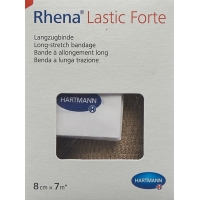 Rhena® Lastic Forte
Langzugbinde
Long-stretch bandage
Bande à allongement long
Benda a lunga trazione
HARTMANN
8 cm x 7 m*
HARTMANN